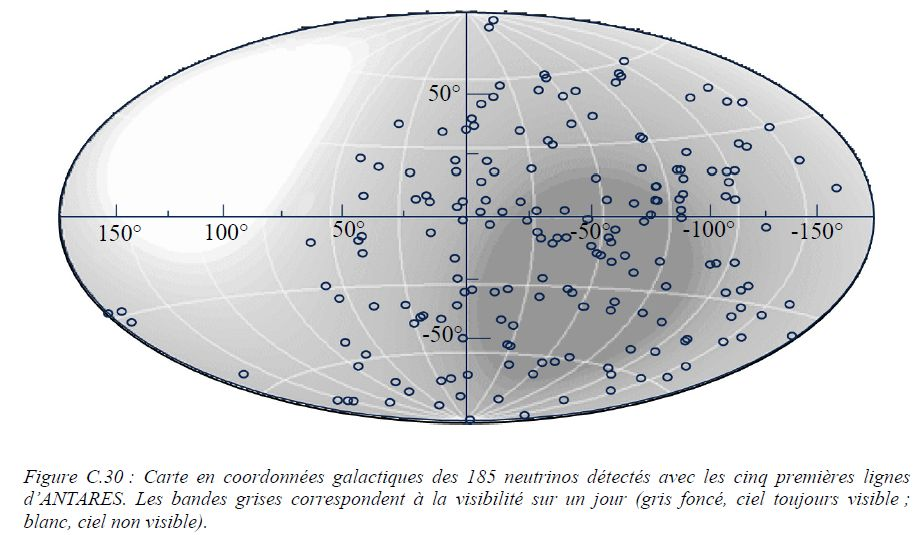 50°
150° 100° 50° -50° -100° -150°
-50°
Figure C.30 : Carte en coordonnées galactiques des 185 neutrinos détectés avec les cinq premières lignes
d'ANTARES. Les bandes grises correspondent à la visibilité sur un jour (gris foncé, ciel toujours visible ;
blanc, ciel non visible).